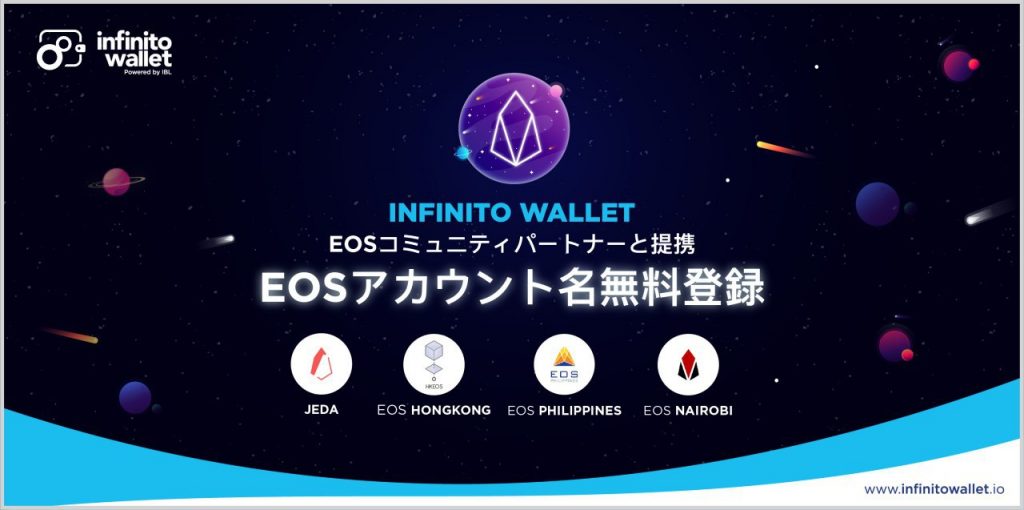 infinito
wallet
Powered by IBL
INFINITO WALLET
EOSコミュニティパートナーと提携
EOSアカウント名無料登録
HKEOS
EOS
PHILIPPINES
JEDA
EOS HONGKONG
EOS PHILIPPINES
EOS NAIROBI
www.infinitowallet.io